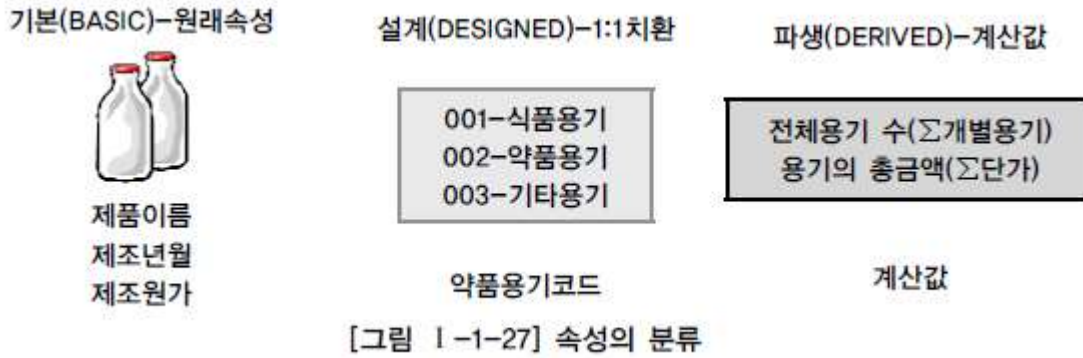 기본(BASIC)-원래속성
제품이름
제조년월
제조원가
설계(DESIGNED)-1:1치환
001-식품용기
002-약품용기
003-기타용기
약품용기코드
파생(DERIVED)-계산값
전체용기 수(∑개별용기)
용기의 총금액(∑단가)
계산값
[그림 Ⅰ-1-27] 속성의 분류